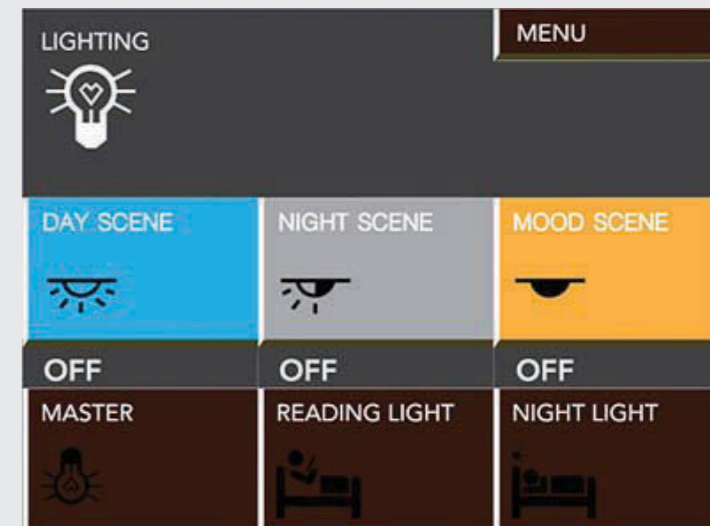 LIGHTING
MENU
DAY SCENE
NIGHT SCENE
MOOD SCENE
OFF
OFF
OFF
MASTER
READING LIGHT
NIGHT LIGHT